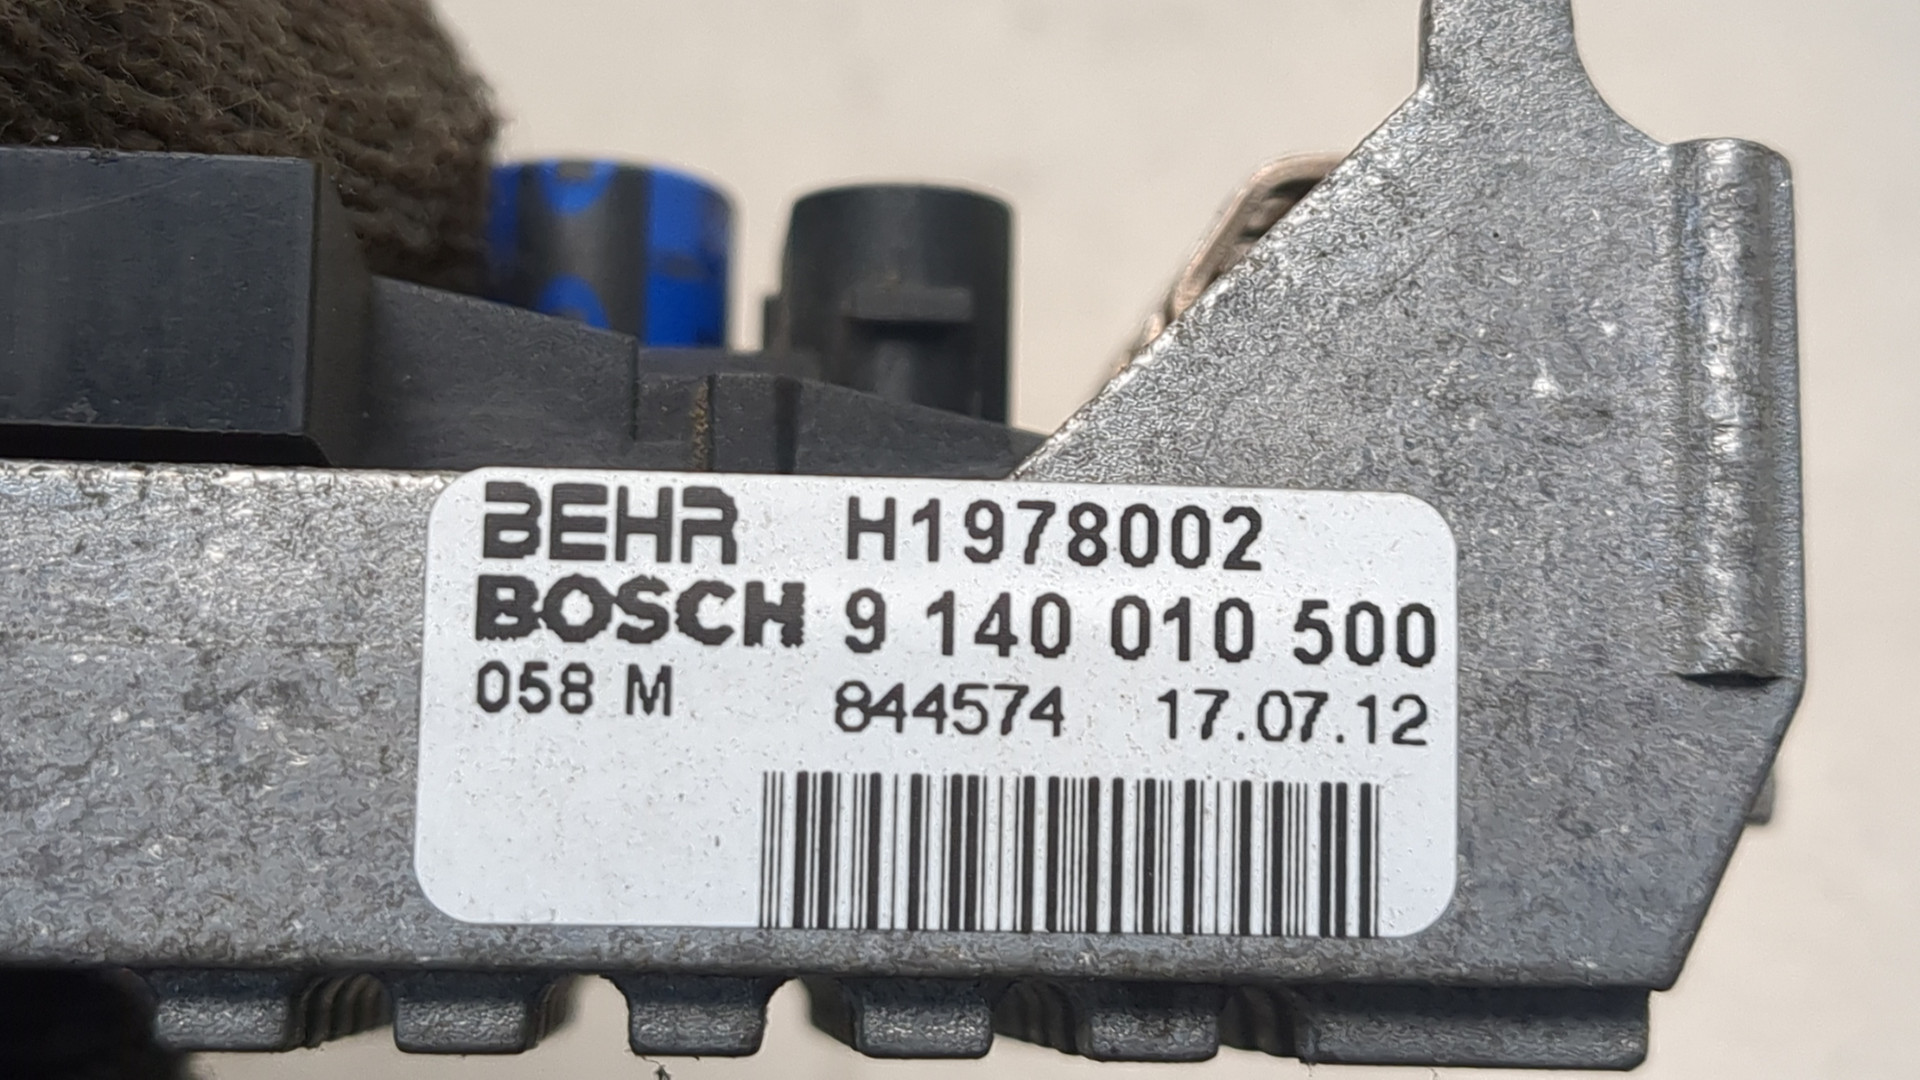 BEHR H1978002
BOSCH 9 140 010 500
058 M 844574 17.07.12